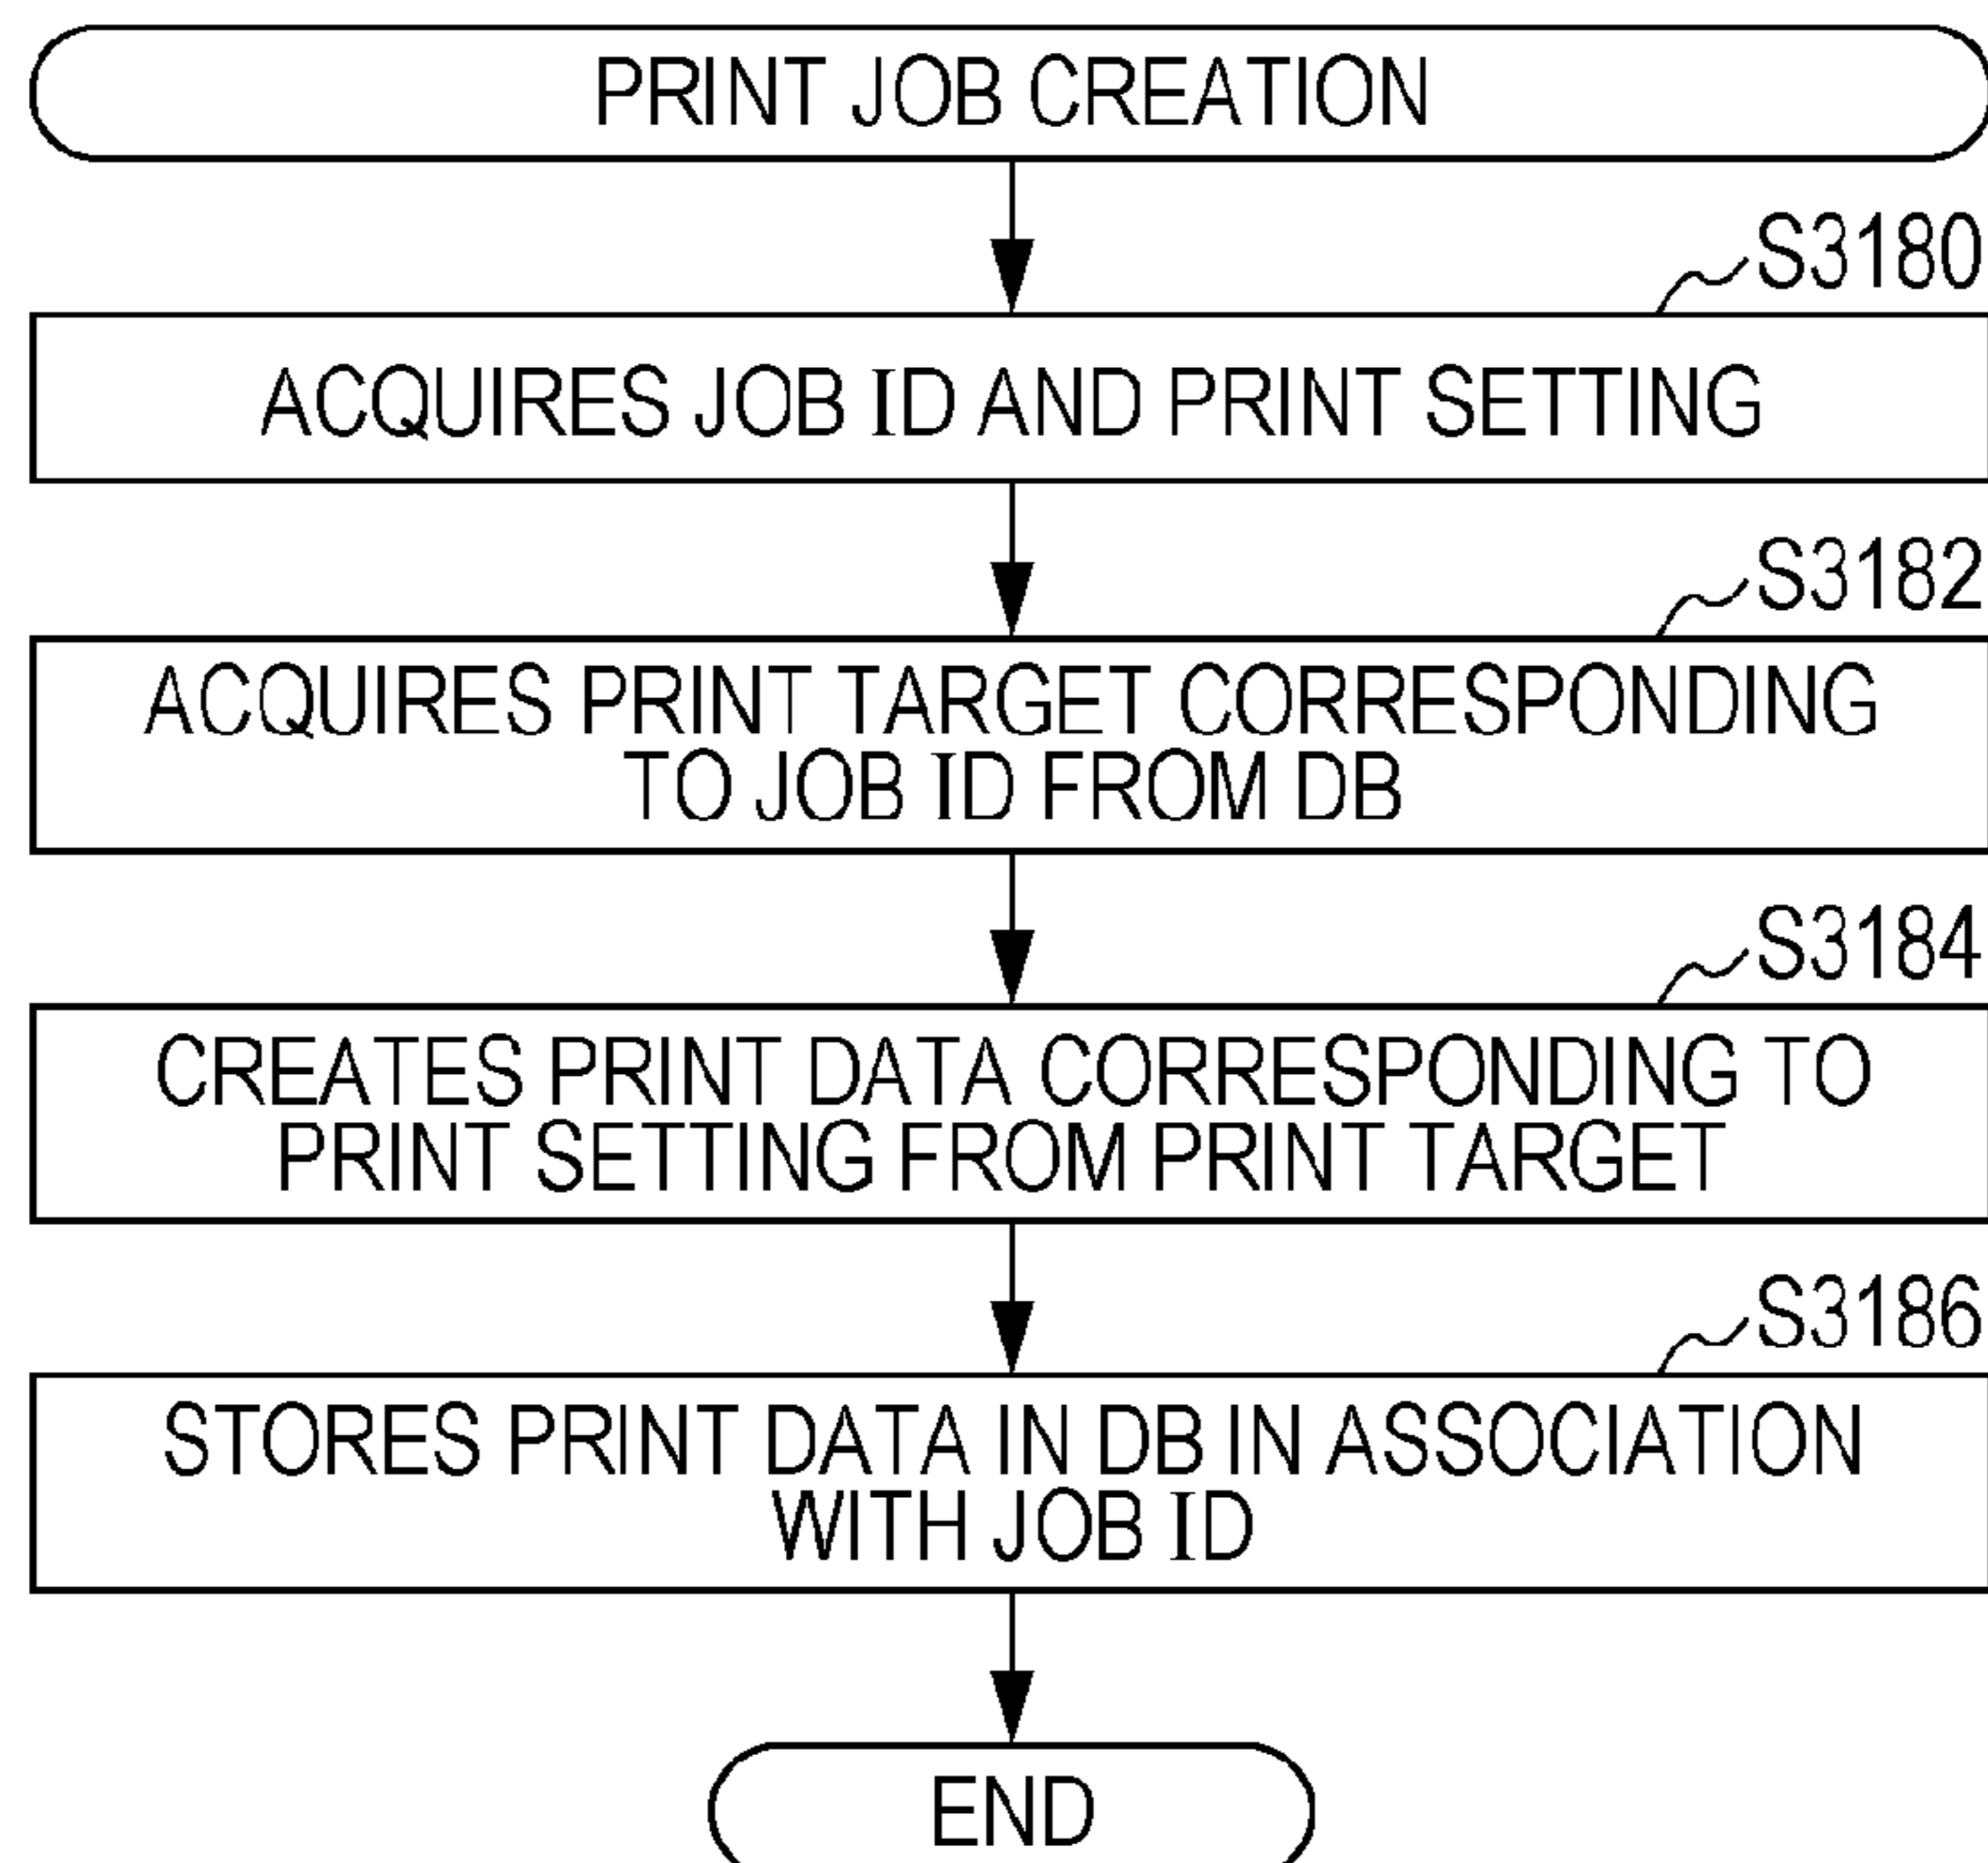 PRINT JOB CREATION
S3180
ACQUIRES JOB ID AND PRINT SETTING
S3182
ACQUIRES PRINT TARGET CORRESPONDING
TO JOB ID FROM DB
S3184
CREATES PRINT DATA CORRESPONDING TO
PRINT SETTING FROM PRINT TARGET
S3186
STORES PRINT DATA IN DB IN ASSOCIATION
WITH JOB ID
END